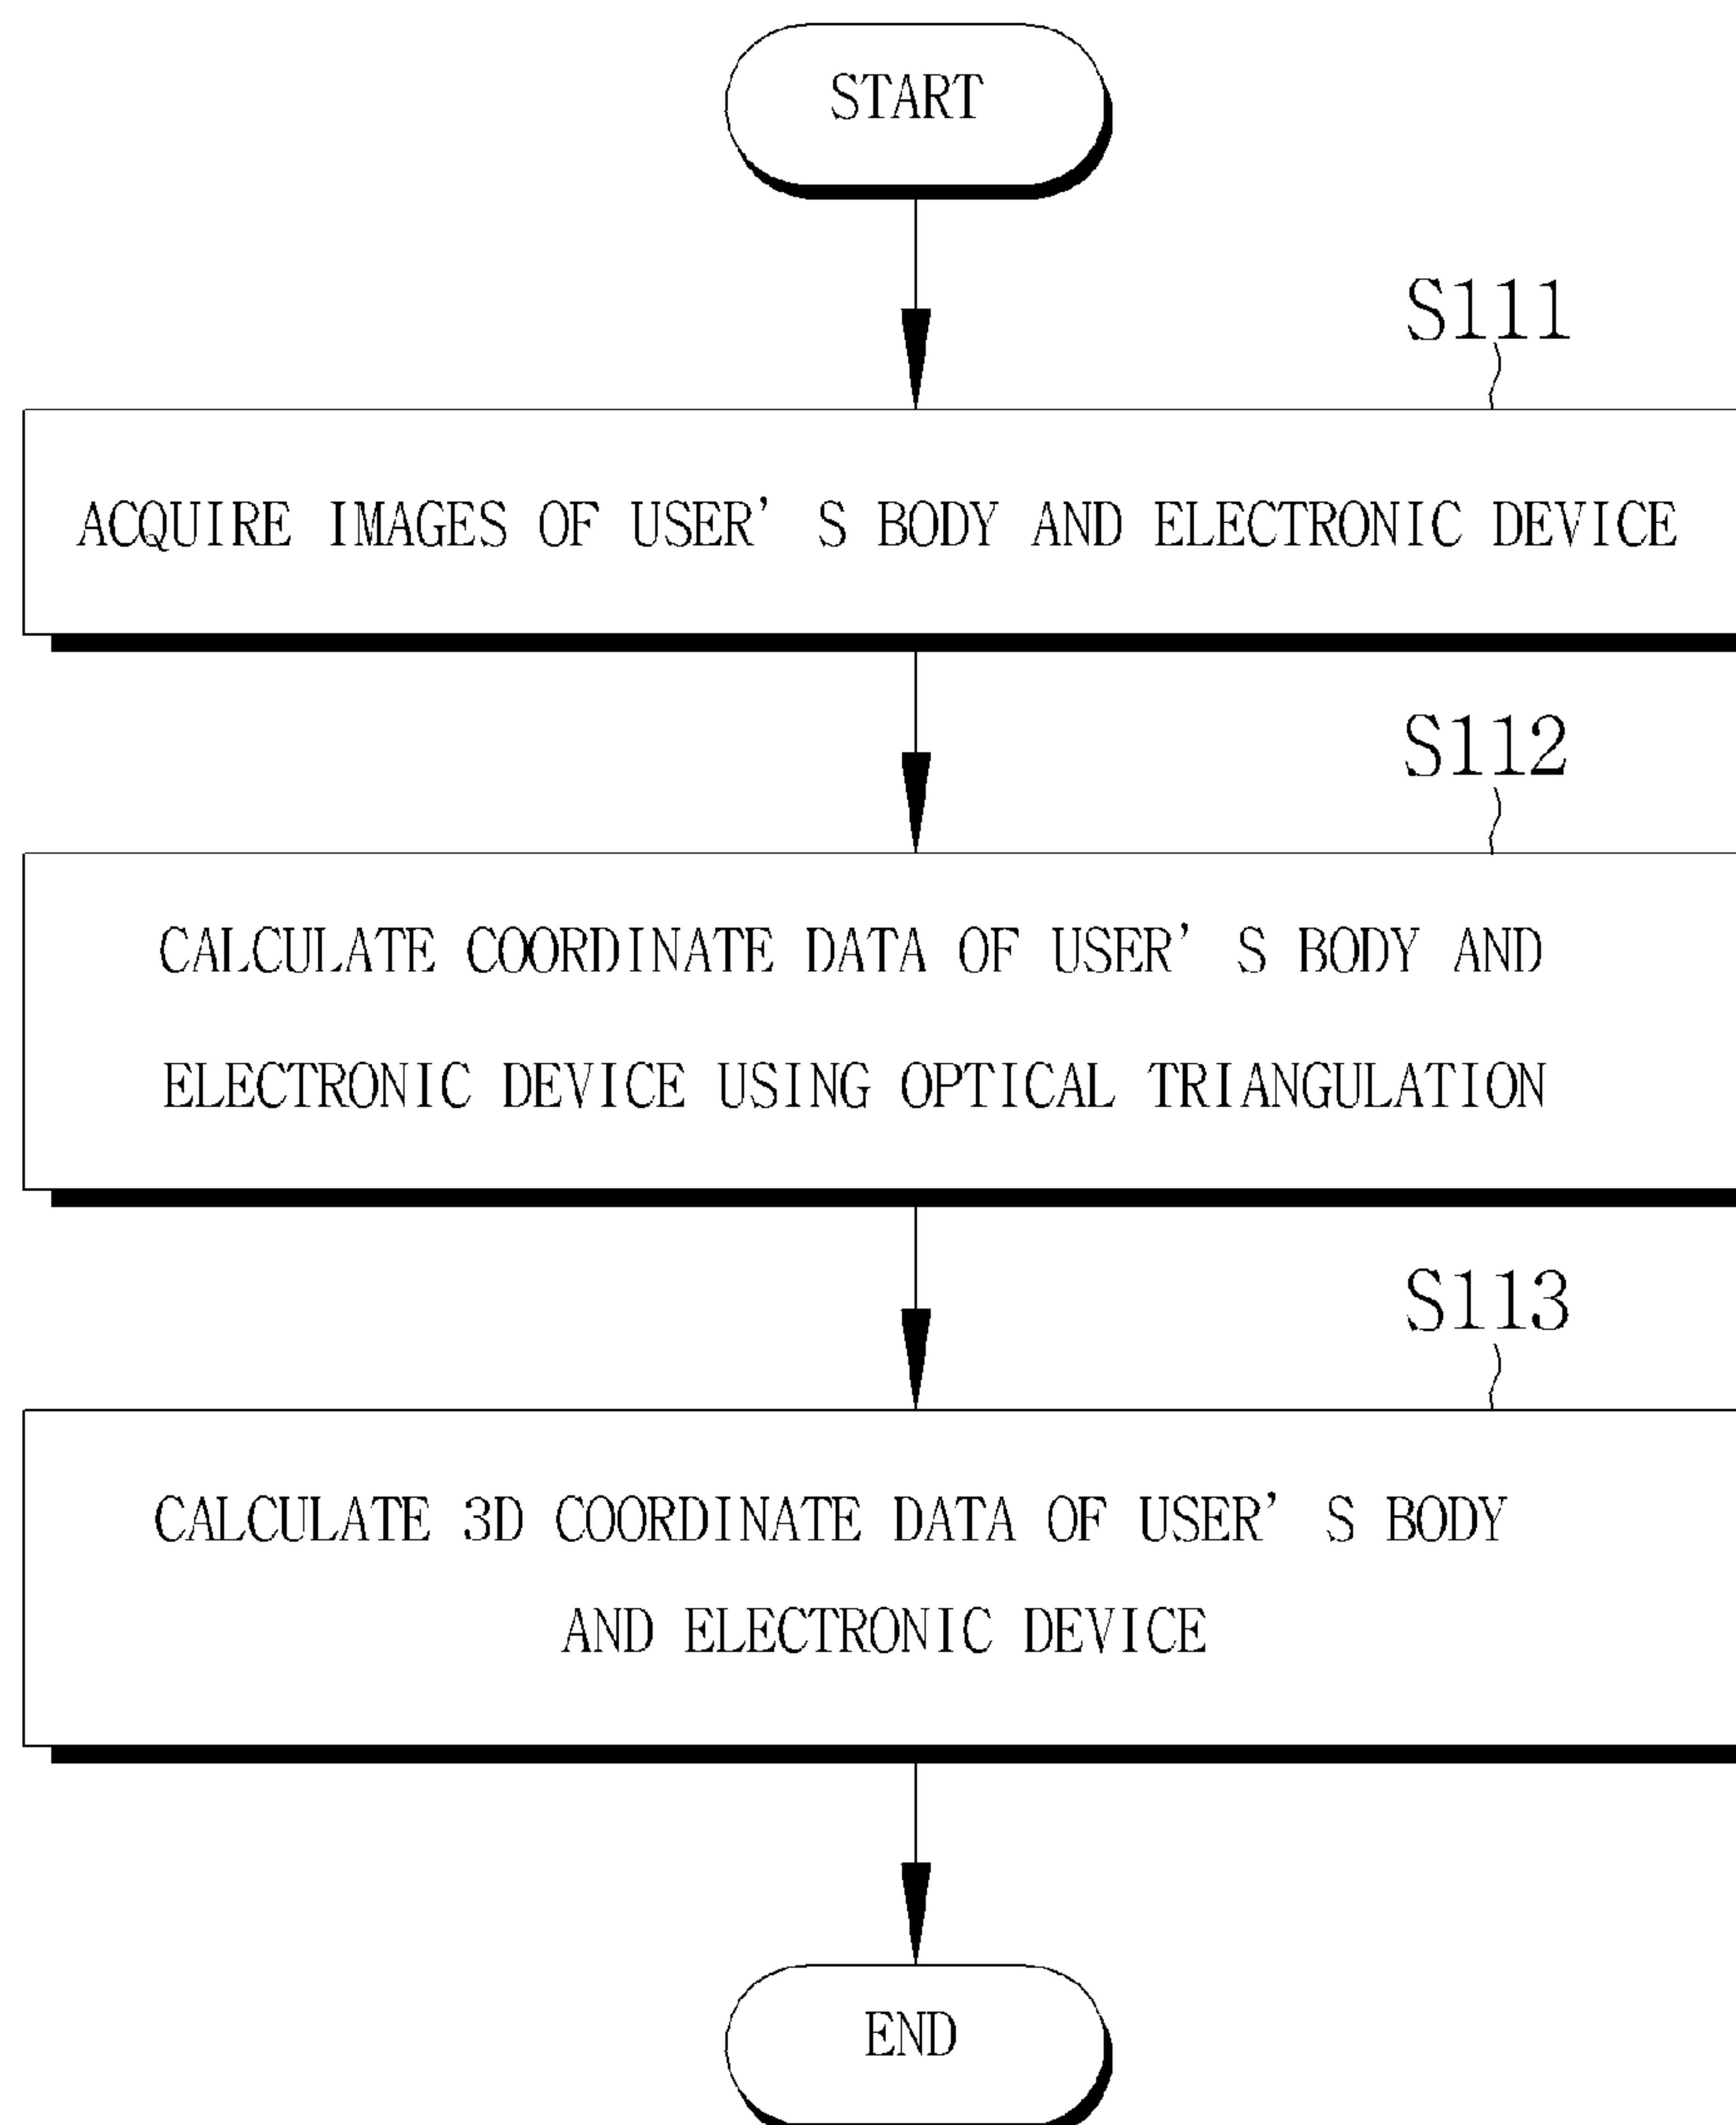 START
S111
ACQUIRE IMAGES OF USER' S BODY AND ELECTRONIC DEVICE
S112
CALCULATE COORDINATE DATA OF USER' S BODY AND
ELECTRONIC DEVICE USING OPTICAL TRIANGULATION
S113
CALCULATE 3D COORDINATE DATA OF USER' S BODY
AND ELECTRONIC DEVICE
END